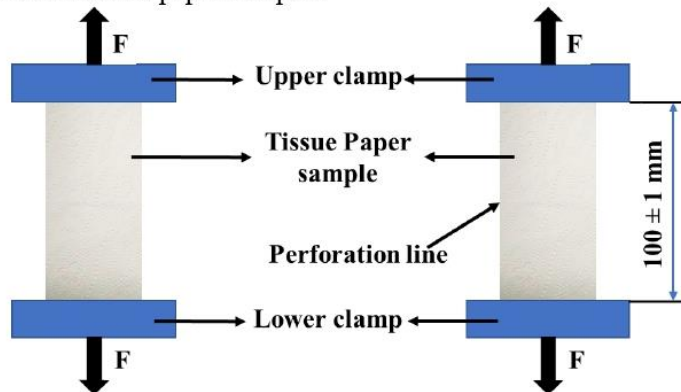 F
F
Upper clamp
Tissue Paper
sample
Perforation line
100 ± 1 mm
Lower clamp
F
F